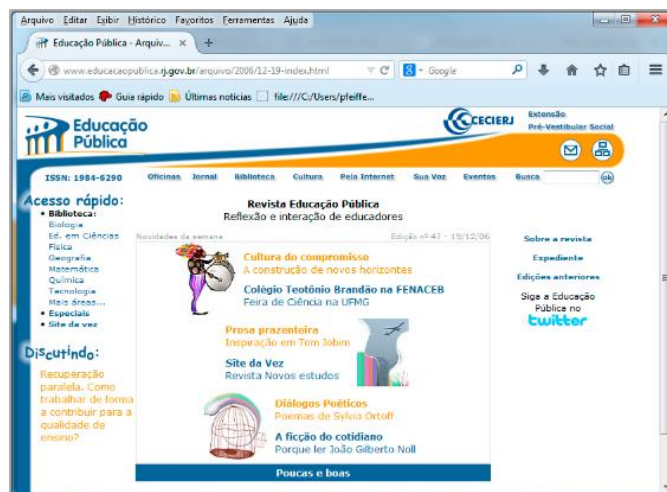 Arquivo Editar Exibir Histórico Favoritos Ferramentas Ajuda
Educação Pública - Arquiv... × +
www.educacaopublica.rj.gov.br/arquivo/2006/12-19-index.html
Google
Mais visitados Guia rápido Últimas notícias file:///C:/Users/pfeiffe...
Educação
Pública
CECIERJ
Extensão
Pré-Vestibular Social
ISSN: 1984-6290
Oficinas Jornal Biblioteca Cultura Pela Internet Sua Voz Eventos Busca ok
Acesso rápido:
• Biblioteca:
Biologia
Ed. em Ciências
Física
Geografia
Matemática
Química
Tecnologia
Mais áreas...
• Especiais
• Site da vez
Discutindo:
Recuperação
paralela. Como
trabalhar de forma
a contribuir para a
qualidade de
ensino?
Revista Educação Pública
Reflexão e interação de educadores
Novidades da semana
Edição nº 47 - 19/12/06
Cultura do compromisso
A construção de novos horizontes
Colégio Teotônio Brandão na FENACEB
Feira de Ciência na UFMG
Prosa prazenteira
Inspiração em Tom Jobim
Site da Vez
Revista Novos estudos
Diálogos Poéticos
Poemas de Sylvia Ortoff
A ficção do cotidiano
Porque ler João Gilberto Noll
Poucas e boas
Sobre a revista
Expediente
Edições anteriores
Siga a Educação
Pública no
twitter